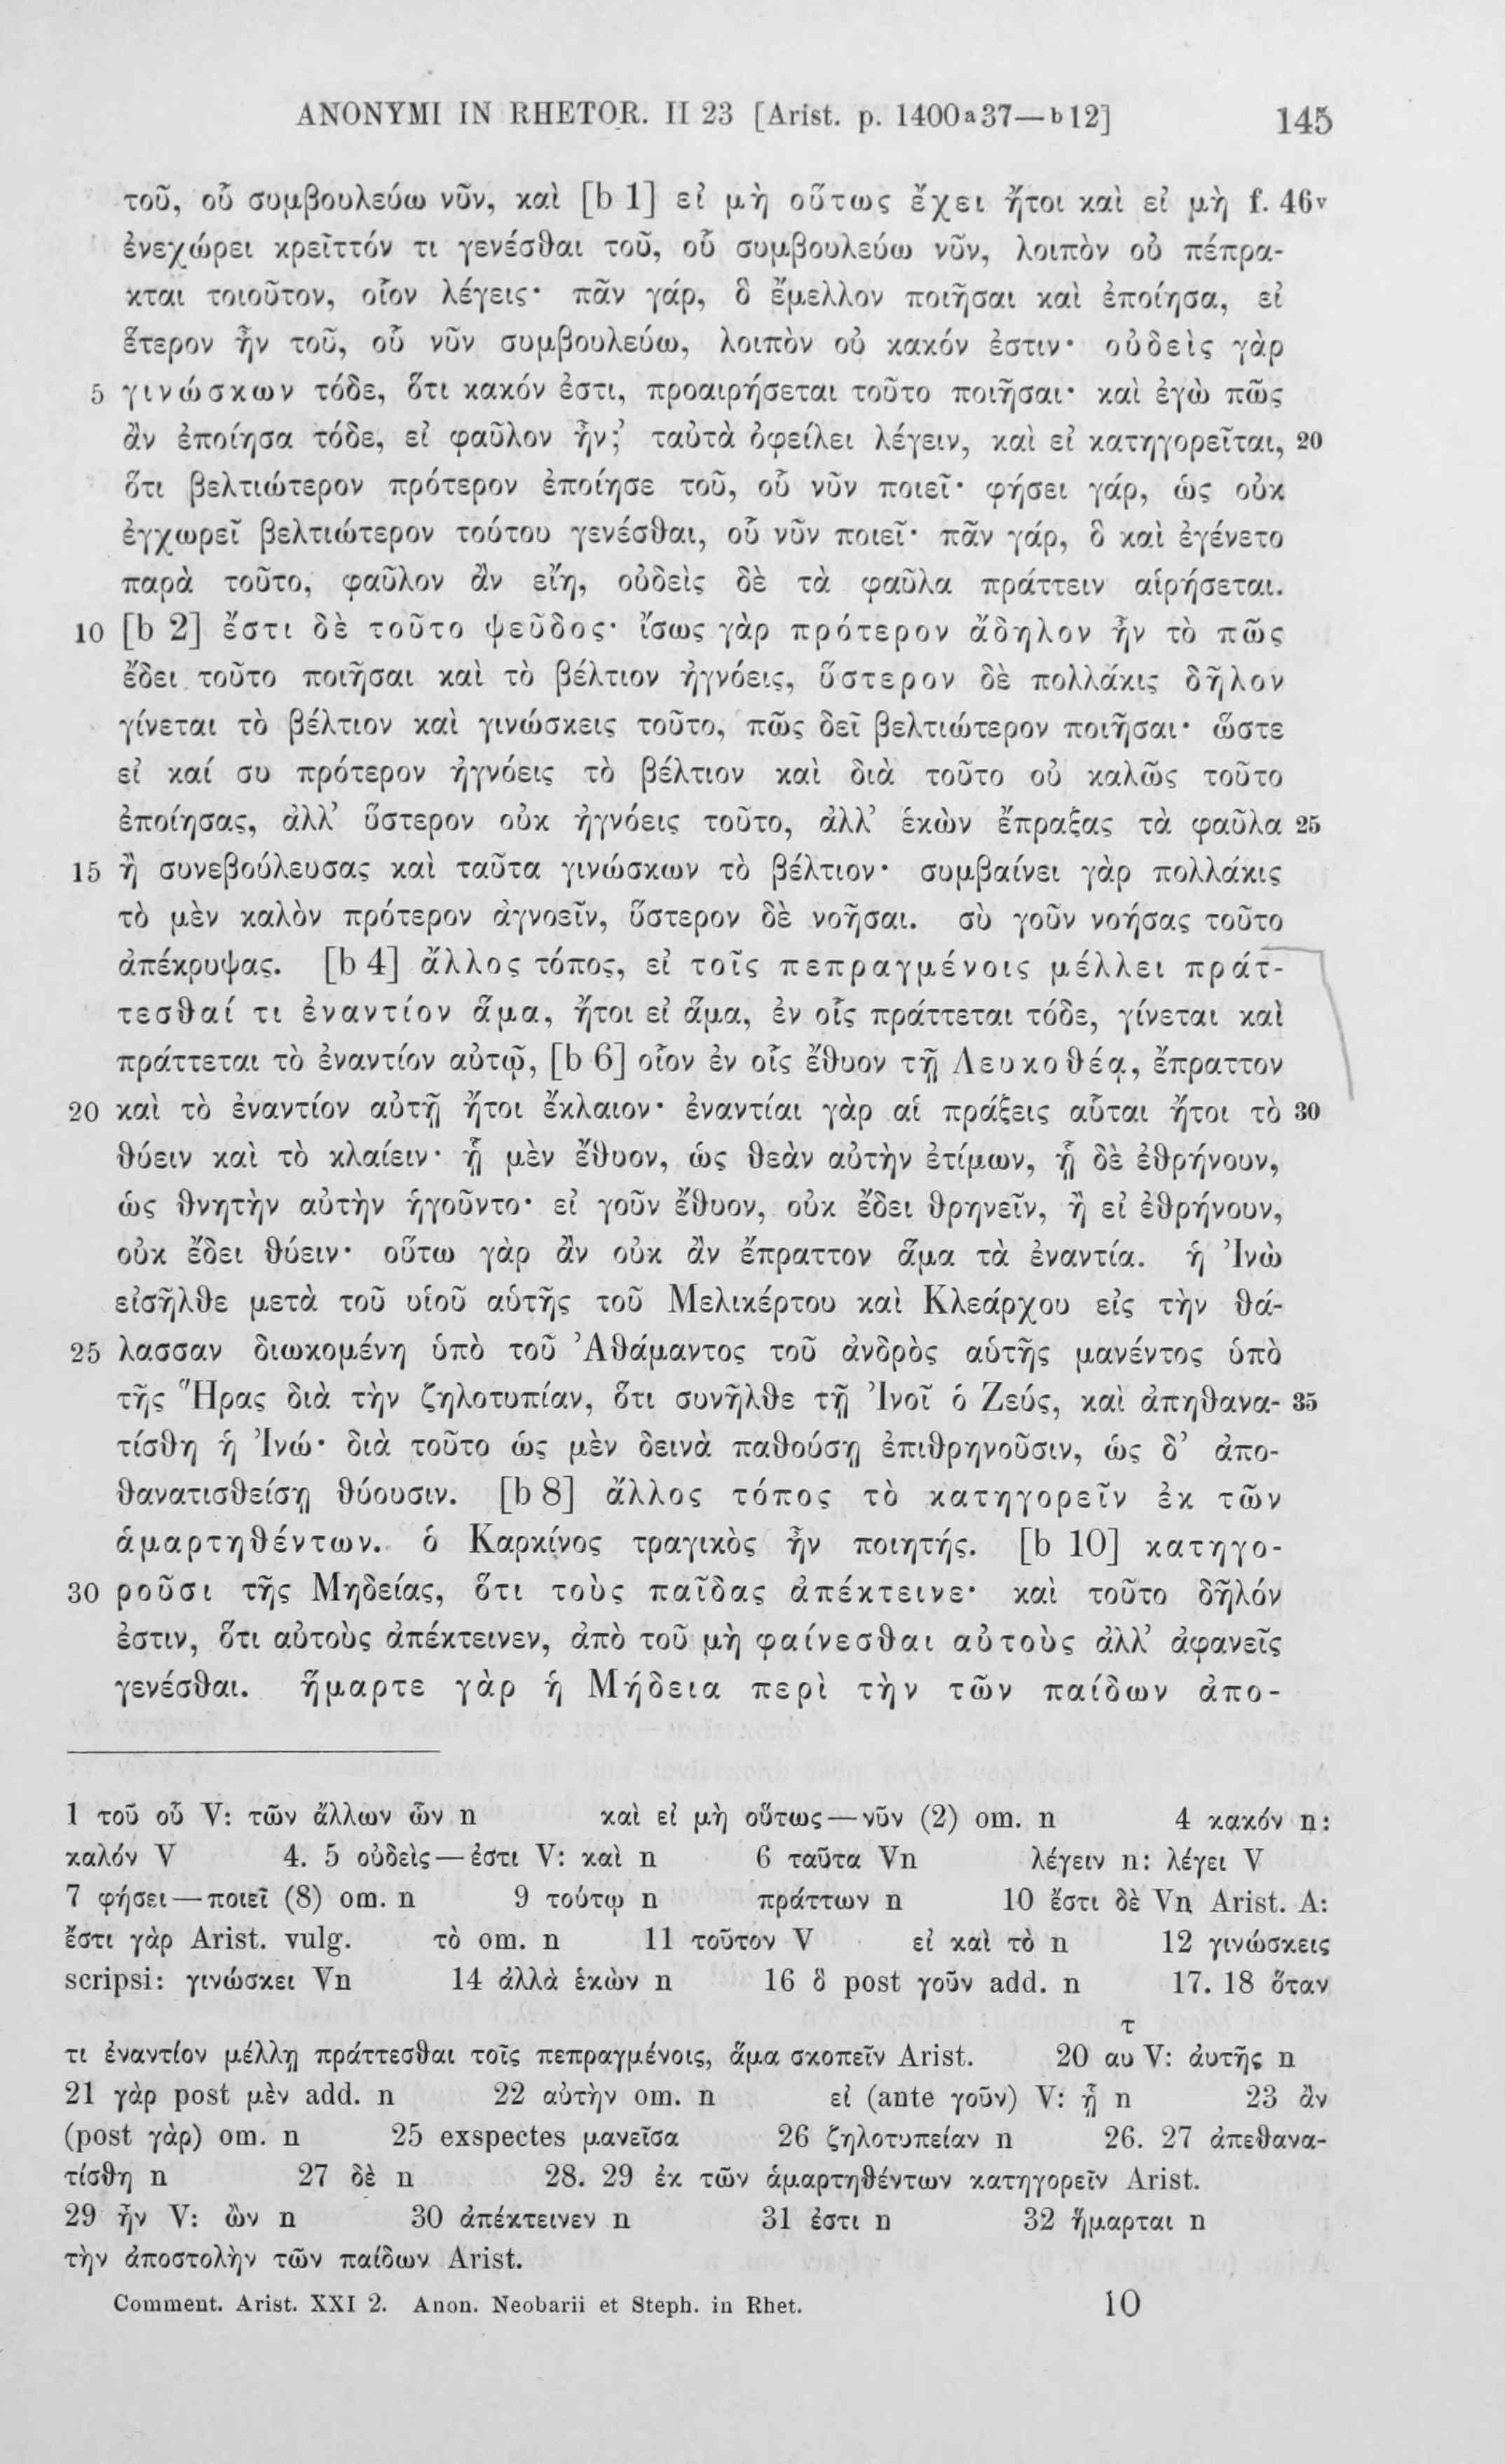 ANONYMI IN RHETOR. II 23 [Arist. p. 1400a37—b12] 145
τοῦ, οὗ συμβουλεύω νῦν, καὶ [b 1] εἰ μὴ οὕτως ἔχει ἤτοι καὶ εἰ μὴ f. 46v
ἐνεχώρει κρεῖττόν τι γενέσθαι τοῦ, οὗ συμβουλεύω νῦν, λοιπὸν οὐ πέπρα-
κται τοιοῦτον, οἷον λέγεις· πᾶν γάρ, ὃ ἔμελλον ποιῆσαι καὶ ἐποίησα, εἰ
ἕτερον ἦν τοῦ, οὗ νῦν συμβουλεύω, λοιπὸν οὐ κακόν ἐστιν· οὐδεὶς γὰρ
5 γινώσκων τόδε, ὅτι κακόν ἐστι, προαιρήσεται τοῦτο ποιῆσαι· καὶ ἐγὼ πῶς
ἂν ἐποίησα τόδε, εἰ φαῦλον ἦν; ταὐτὰ ὀφείλει λέγειν, καὶ εἰ κατηγορεῖται, 20
ὅτι βελτιώτερον πρότερον ἐποίησε τοῦ, οὗ νῦν ποιεῖ· φήσει γάρ, ὡς οὐκ
ἐγχωρεῖ βελτιώτερον τούτου γενέσθαι, οὗ νῦν ποιεῖ· πᾶν γάρ, ὃ καὶ ἐγένετο
παρὰ τοῦτο, φαῦλον ἂν εἴη, οὐδεὶς δὲ τὰ φαῦλα πράττειν αἱρήσεται.
10 [b 2] ἔστι δὲ τοῦτο ψεῦδος· ἴσως γὰρ πρότερον ἄδηλον ἦν τὸ πῶς
ἔδει τοῦτο ποιῆσαι καὶ τὸ βέλτιον ἠγνόεις, ὕστερον δὲ πολλάκις δῆλον
γίνεται τὸ βέλτιον καὶ γινώσκεις τοῦτο, πῶς δεῖ βελτιώτερον ποιῆσαι· ὥστε
εἰ καί συ πρότερον ἠγνόεις τὸ βέλτιον καὶ διὰ τοῦτο οὐ καλῶς τοῦτο
ἐποίησας, ἀλλ’ ὕστερον οὐκ ἠγνόεις τοῦτο, ἀλλ’ ἑκὼν ἔπραξας τὰ φαῦλα 25
15 ἢ συνεβούλευσας καὶ ταῦτα γινώσκων τὸ βέλτιον· συμβαίνει γὰρ πολλάκις
τὸ μὲν καλὸν πρότερον ἀγνοεῖν, ὕστερον δὲ νοῆσαι. σὺ γοῦν νοήσας τοῦτο
ἀπέκρυψας. [b 4] ἄλλος τόπος, εἰ τοῖς πεπραγμένοις μέλλει πράτ-
τεσθαί τι ἐναντίον ἅμα, ἤτοι εἰ ἅμα, ἐν οἷς πράττεται τόδε, γίνεται καὶ
πράττεται τὸ ἐναντίον αὐτῷ, [b 6] οἷον ἐν οἷς ἔθυον τῇ Λευκοθέᾳ, ἔπραττον
20 καὶ τὸ ἐναντίον αὐτῇ ἤτοι ἔκλαιον· ἐναντίαι γὰρ αἱ πράξεις αὗται ἤτοι τὸ 30
θύειν καὶ τὸ κλαίειν· ᾗ μὲν ἔθυον, ὡς θεὰν αὐτὴν ἐτίμων, ᾗ δὲ ἐθρήνουν,
ὡς θνητὴν αὐτὴν ἡγοῦντο· εἰ γοῦν ἔθυον, οὐκ ἔδει θρηνεῖν, ἢ εἰ ἐθρήνουν,
οὐκ ἔδει θύειν· οὕτω γὰρ ἂν οὐκ ἂν ἔπραττον ἅμα τὰ ἐναντία. ἡ Ἰνὼ
εἰσῆλθε μετὰ τοῦ υἱοῦ αὑτῆς τοῦ Μελικέρτου καὶ Κλεάρχου εἰς τὴν θά-
25 λασσαν διωκομένη ὑπὸ τοῦ Ἀθάμαντος τοῦ ἀνδρὸς αὑτῆς μανέντος ὑπὸ
τῆς Ἥρας διὰ τὴν ζηλοτυπίαν, ὅτι συνῆλθε τῇ Ἰνοῖ ὁ Ζεύς, καὶ ἀπηθανα- 35
τίσθη ἡ Ἰνώ· διὰ τοῦτο ὡς μὲν δεινὰ παθούσῃ ἐπιθρηνοῦσιν, ὡς δ’ ἀπο-
θανατισθείσῃ θύουσιν. [b 8] ἄλλος τόπος τὸ κατηγορεῖν ἐκ τῶν
ἁμαρτηθέντων. ὁ Καρκίνος τραγικὸς ἦν ποιητής. [b 10] κατηγο-
30 ροῦσι τῆς Μηδείας, ὅτι τοὺς παῖδας ἀπέκτεινε· καὶ τοῦτο δῆλόν
ἐστιν, ὅτι αὐτοὺς ἀπέκτεινεν, ἀπὸ τοῦ μὴ φαίνεσθαι αὐτοὺς ἀλλ’ ἀφανεῖς
γενέσθαι. ἥμαρτε γὰρ ἡ Μήδεια περὶ τὴν τῶν παίδων ἀπο-
1 τοῦ οὗ V: τῶν ἄλλων ὧν n καὶ εἰ μὴ οὕτως—νῦν (2) om. n 4 κακόν n:
καλόν V 4. 5 οὐδεὶς—ἐστι V: καὶ n 6 ταῦτα Vn λέγειν n: λέγει V
7 φήσει—ποιεῖ (8) om. n 9 τούτῳ n πράττων n 10 ἔστι δὲ Vn Arist. A:
ἔστι γὰρ Arist. vulg. τὸ om. n 11 τοῦτον V εἰ καὶ τὸ n 12 γινώσκεις
scripsi: γινώσκει Vn 14 ἀλλὰ ἑκὼν n 16 ὃ post γοῦν add. n 17. 18 ὅταν
τι ἐναντίον μέλλῃ πράττεσθαι τοῖς πεπραγμένοις, ἅμα σκοπεῖν Arist. 20 αυτ V: ἀυτῆς n
21 γὰρ post μὲν add. n 22 αὐτὴν om. n εἰ (ante γοῦν) V: ᾗ n 23 ἂν
(post γὰρ) om. n 25 exspectes μανεῖσα 26 ζηλοτυπείαν n 26. 27 ἀπεθανα-
τίσθη n 27 δὲ n 28. 29 ἐκ τῶν ἁμαρτηθέντων κατηγορεῖν Arist.
29 ἦν V: ὢν n 30 ἀπέκτεινεν n 31 ἐστι n 32 ἥμαρται n
τὴν ἀποστολὴν τῶν παίδων Arist.
Comment. Arist. XXI 2. Anon. Neobarii et Steph. in Rhet. 10